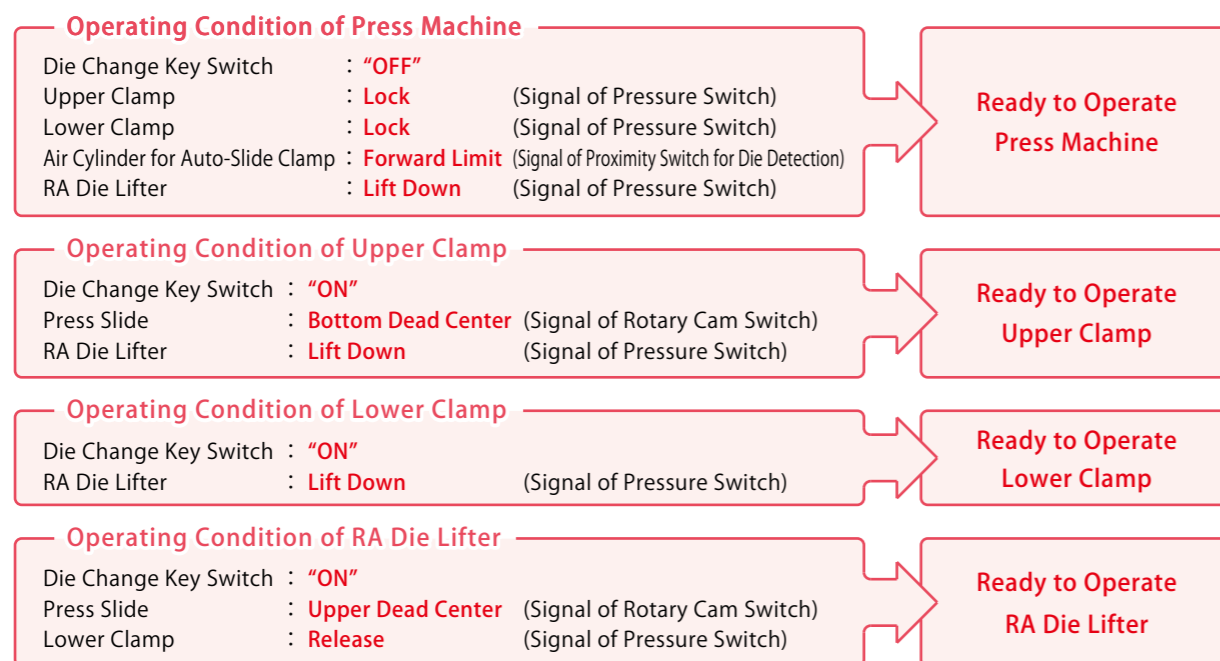 Operating Condition of Press Machine
Die Change Key Switch : “OFF”
Upper Clamp : Lock (Signal of Pressure Switch)
Lower Clamp : Lock (Signal of Pressure Switch)
Air Cylinder for Auto-Slide Clamp : Forward Limit (Signal of Proximity Switch for Die Detection)
RA Die Lifter : Lift Down (Signal of Pressure Switch)
Ready to Operate
Press Machine
Operating Condition of Upper Clamp
Die Change Key Switch : “ON”
Press Slide : Bottom Dead Center (Signal of Rotary Cam Switch)
RA Die Lifter : Lift Down (Signal of Pressure Switch)
Ready to Operate
Upper Clamp
Operating Condition of Lower Clamp
Die Change Key Switch : “ON”
RA Die Lifter : Lift Down (Signal of Pressure Switch)
Ready to Operate
Lower Clamp
Operating Condition of RA Die Lifter
Die Change Key Switch : “ON”
Press Slide : Upper Dead Center (Signal of Rotary Cam Switch)
Lower Clamp : Release (Signal of Pressure Switch)
Ready to Operate
RA Die Lifter